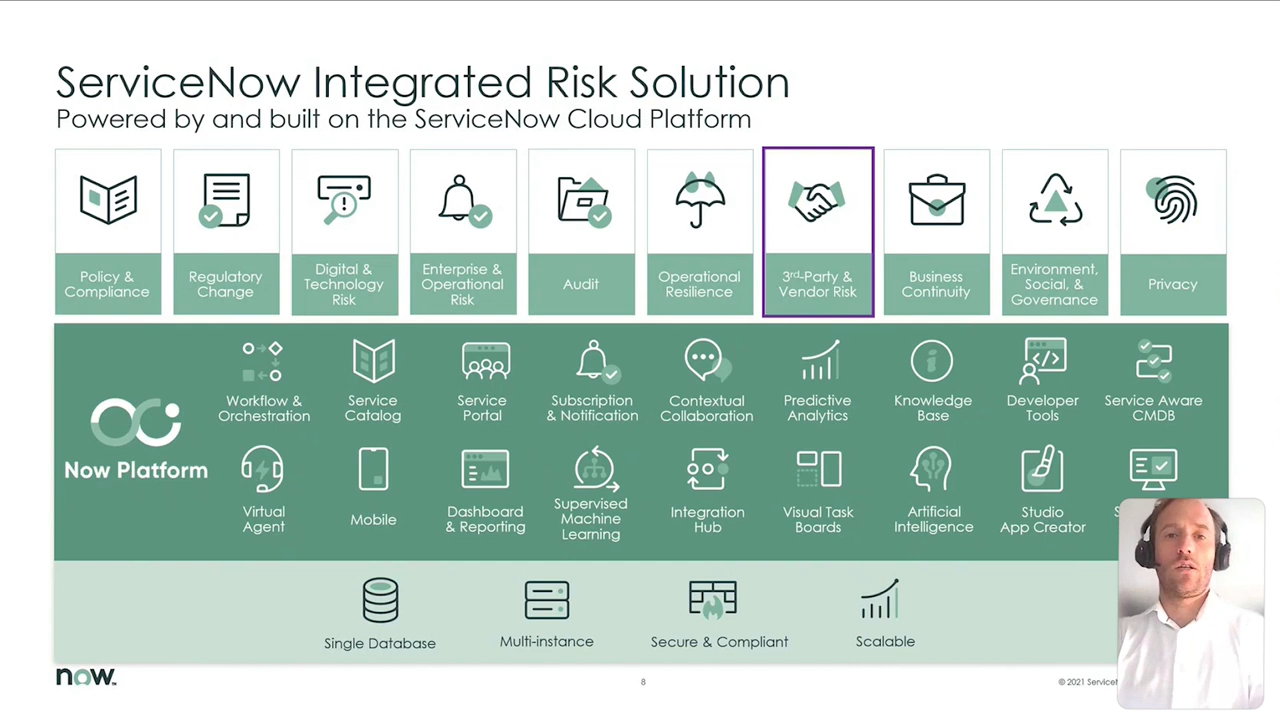 ServiceNow Integrated Risk Solution
Powered by and built on the ServiceNow Cloud Platform
Policy &
Compliance
Regulatory
Change
Digital &
Technology
Risk
Enterprise &
Operational
Risk
Audit
Operational
Resilience
3rd-Party &
Vendor Risk
Business
Continuity
Environment,
Social, &
Governance
Privacy
Now Platform
Workflow &
Orchestration
Service
Catalog
Service
Portal
Subscription
& Notification
Contextual
Collaboration
Predictive
Analytics
Knowledge
Base
Developer
Tools
Service Aware
CMDB
Virtual
Agent
Mobile
Dashboard
& Reporting
Supervised
Machine
Learning
Integration
Hub
Visual Task
Boards
Artificial
Intelligence
Studio
App Creator
Single Database
Multi-instance
Secure & Compliant
Scalable
now
8
© 2021